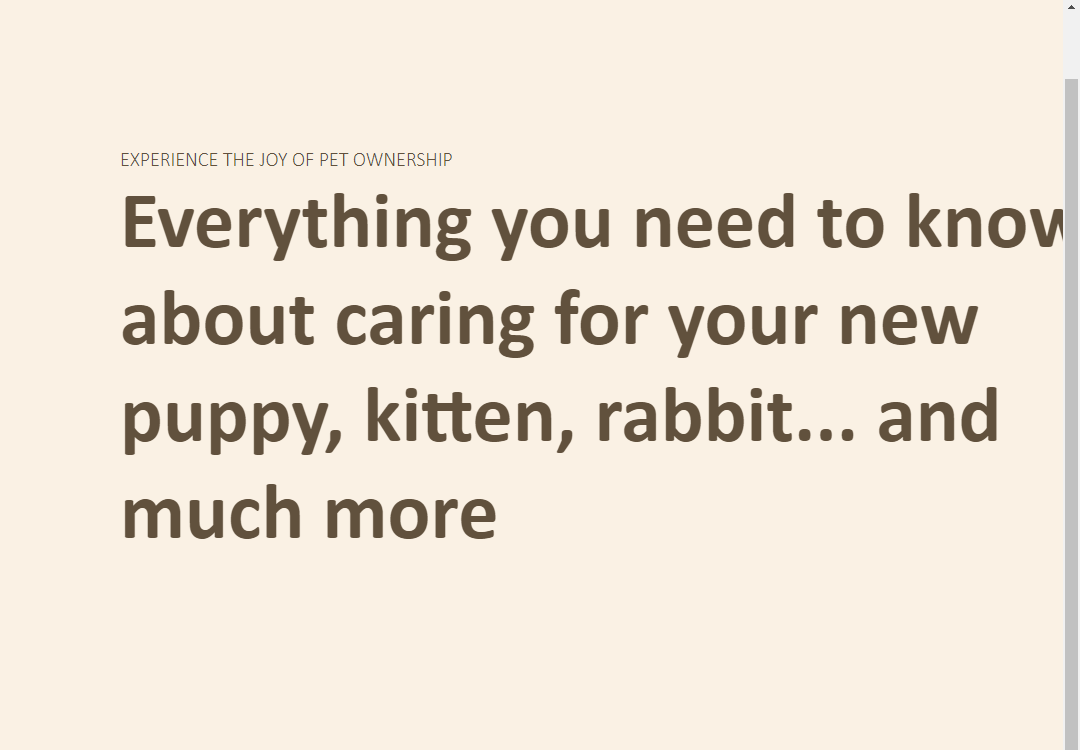 EXPERIENCE THE JOY OF PET OWNERSHIP
Everything you need to know
about caring for your new
puppy, kitten, rabbit... and
much more